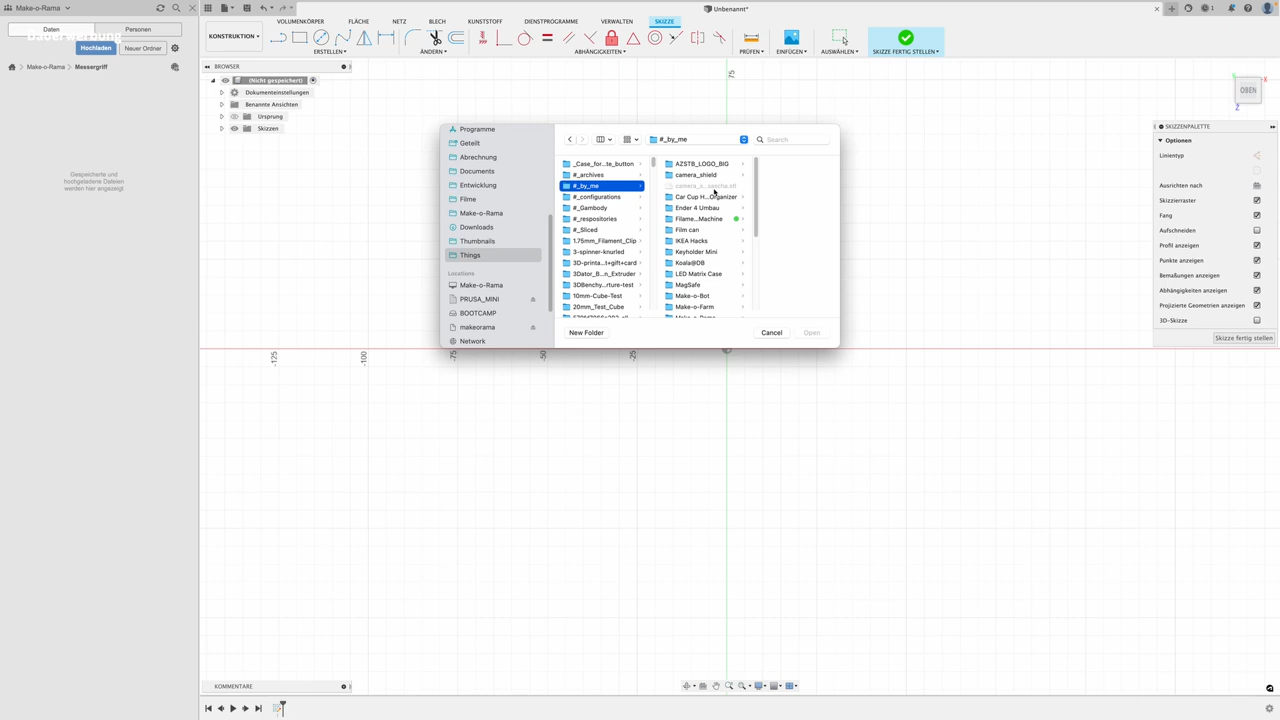 Make-o-Rama
Unbenannt*
Daten
Personen
Dauerwerbung
Hochladen
Neuer Ordner
Make-o-Rama > Messergriff
Gespeicherte und
hochgeladene Dateien
werden hier angezeigt
KONSTRUKTION
VOLUMENKÖRPER
FLÄCHE
NETZ
BLECH
KUNSTSTOFF
DIENSTPROGRAMME
VERWALTEN
SKIZZE
ERSTELLEN
ÄNDERN
ABHÄNGIGKEITEN
PRÜFEN
EINFÜGEN
AUSWÄHLEN
SKIZZE FERTIG STELLEN
BROWSER
(Nicht gespeichert)
Dokumenteinstellungen
Benannte Ansichten
Ursprung
Skizzen
75
-125
-100
-75
-50
-25
OBEN
X
Z
Programme
Geteilt
Abrechnung
Documents
Entwicklung
Filme
Make-o-Rama
Downloads
Thumbnails
Things
Locations
Make-o-Rama
PRUSA_MINI
BOOTCAMP
makeorama
Network
#_by_me
Search
_Case_for...te_button
#_archives
#_by_me
#_configurations
#_Gambody
#_respositories
#_Sliced
1.75mm_Filament_Clip
3-spinner-knurled
3D-printa...t+gift+card
3Dator_B...n_Extruder
3DBenchy...rture-test
10mm-Cube-Test
20mm_Test_Cube
AZSTB_LOGO_BIG
camera_shield
Car Cup H...Organizer
Ender 4 Umbau
Filame...Machine
Film can
IKEA Hacks
Keyholder Mini
Koala@DB
LED Matrix Case
MagSafe
Make-o-Bot
Make-o-Farm
New Folder
Cancel
Open
SKIZZENPALETTE
Optionen
Linientyp
Ausrichten nach
Skizzierraster
Fang
Aufschneiden
Profil anzeigen
Punkte anzeigen
Bemaßungen anzeigen
Abhängigkeiten anzeigen
Projizierte Geometrien anzeigen
3D-Skizze
Skizze fertig stellen
KOMMENTARE